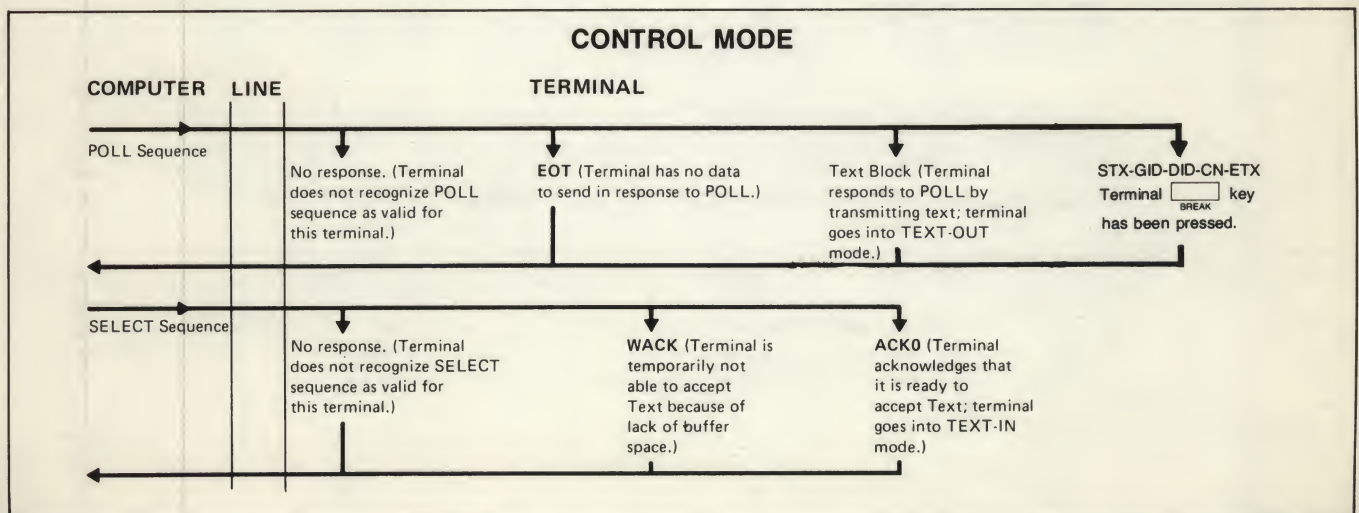 CONTROL MODE
COMPUTER LINE TERMINAL
POLL Sequence
No response. (Terminal
does not recognize POLL
sequence as valid for
this terminal.)
EOT (Terminal has no data
to send in response to POLL.)
Text Block (Terminal
responds to POLL by
transmitting text; terminal
goes into TEXT-OUT
mode.)
STX-GID-DID-CN-ETX
Terminal BREAK key
has been pressed.
SELECT Sequence
No response. (Terminal
does not recognize SELECT
sequence as valid for
this terminal.)
WACK (Terminal is
temporarily not
able to accept
Text because of
lack of buffer
space.)
ACK0 (Terminal
acknowledges that
it is ready to
accept Text; terminal
goes into TEXT-IN
mode.)